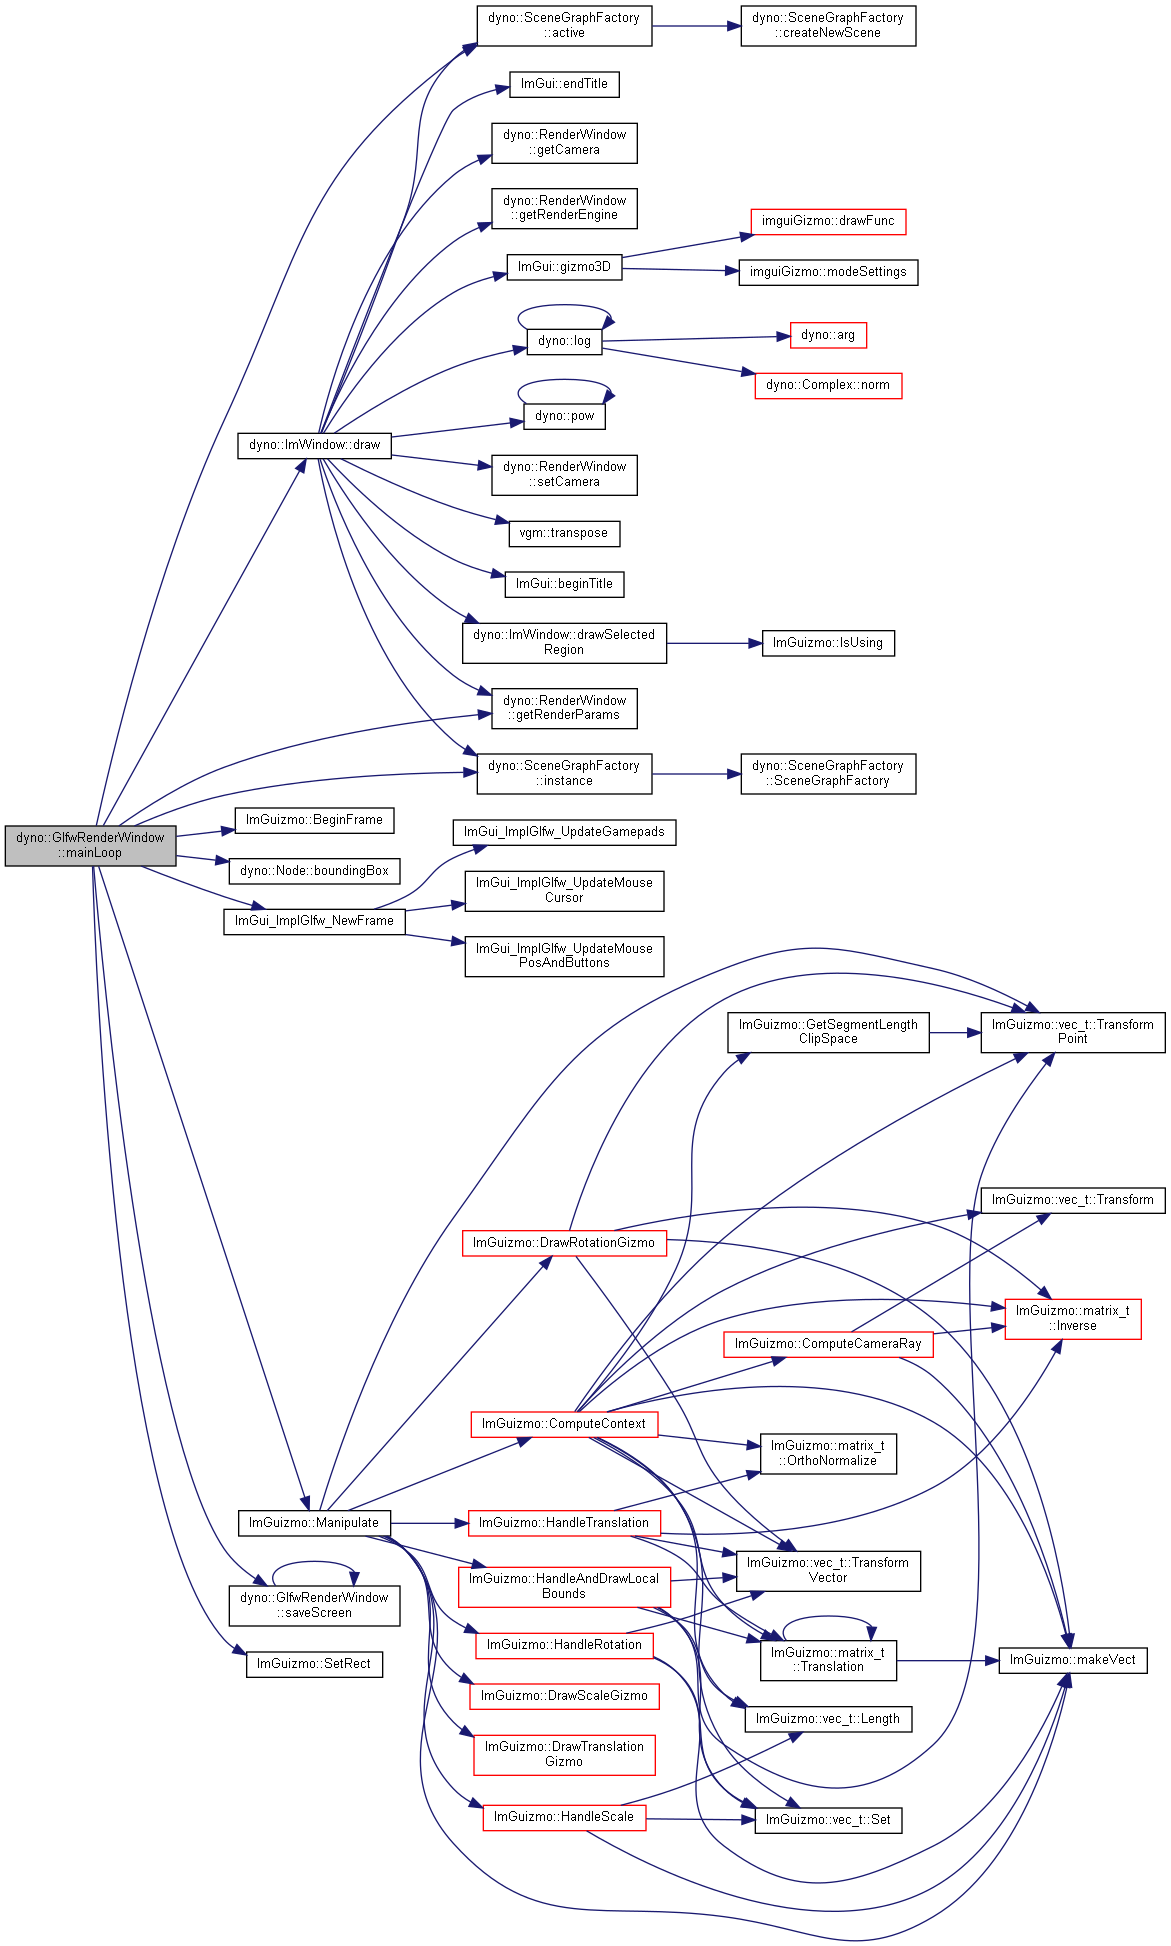 dyno::SceneGraphFactory
::active
dyno::SceneGraphFactory
::createNewScene
ImGui::endTitle
dyno::RenderWindow
::getCamera
dyno::RenderWindow
::getRenderEngine
imguiGizmo::drawFunc
ImGui::gizmo3D
imguiGizmo::modeSettings
dyno::log
dyno::arg
dyno::Complex::norm
dyno::pow
dyno::ImWindow::draw
dyno::RenderWindow
::setCamera
vgm::transpose
ImGui::beginTitle
dyno::ImWindow::drawSelected
Region
ImGuizmo::IsUsing
dyno::RenderWindow
::getRenderParams
dyno::SceneGraphFactory
::instance
dyno::SceneGraphFactory
::SceneGraphFactory
dyno::GlfwRenderWindow
::mainLoop
ImGuizmo::BeginFrame
dyno::Node::boundingBox
ImGui_ImplGlfw_NewFrame
ImGui_ImplGlfw_UpdateGamepads
ImGui_ImplGlfw_UpdateMouse
Cursor
ImGui_ImplGlfw_UpdateMouse
PosAndButtons
ImGuizmo::GetSegmentLength
ClipSpace
ImGuizmo::vec_t::Transform
Point
ImGuizmo::vec_t::Transform
ImGuizmo::DrawRotationGizmo
ImGuizmo::matrix_t
::Inverse
ImGuizmo::ComputeCameraRay
ImGuizmo::ComputeContext
ImGuizmo::matrix_t
::OrthoNormalize
ImGuizmo::Manipulate
ImGuizmo::HandleTranslation
ImGuizmo::vec_t::Transform
Vector
ImGuizmo::HandleAndDrawLocal
Bounds
dyno::GlfwRenderWindow
::saveScreen
ImGuizmo::HandleRotation
ImGuizmo::matrix_t
::Translation
ImGuizmo::makeVect
ImGuizmo::SetRect
ImGuizmo::DrawScaleGizmo
ImGuizmo::vec_t::Length
ImGuizmo::DrawTranslation
Gizmo
ImGuizmo::HandleScale
ImGuizmo::vec_t::Set